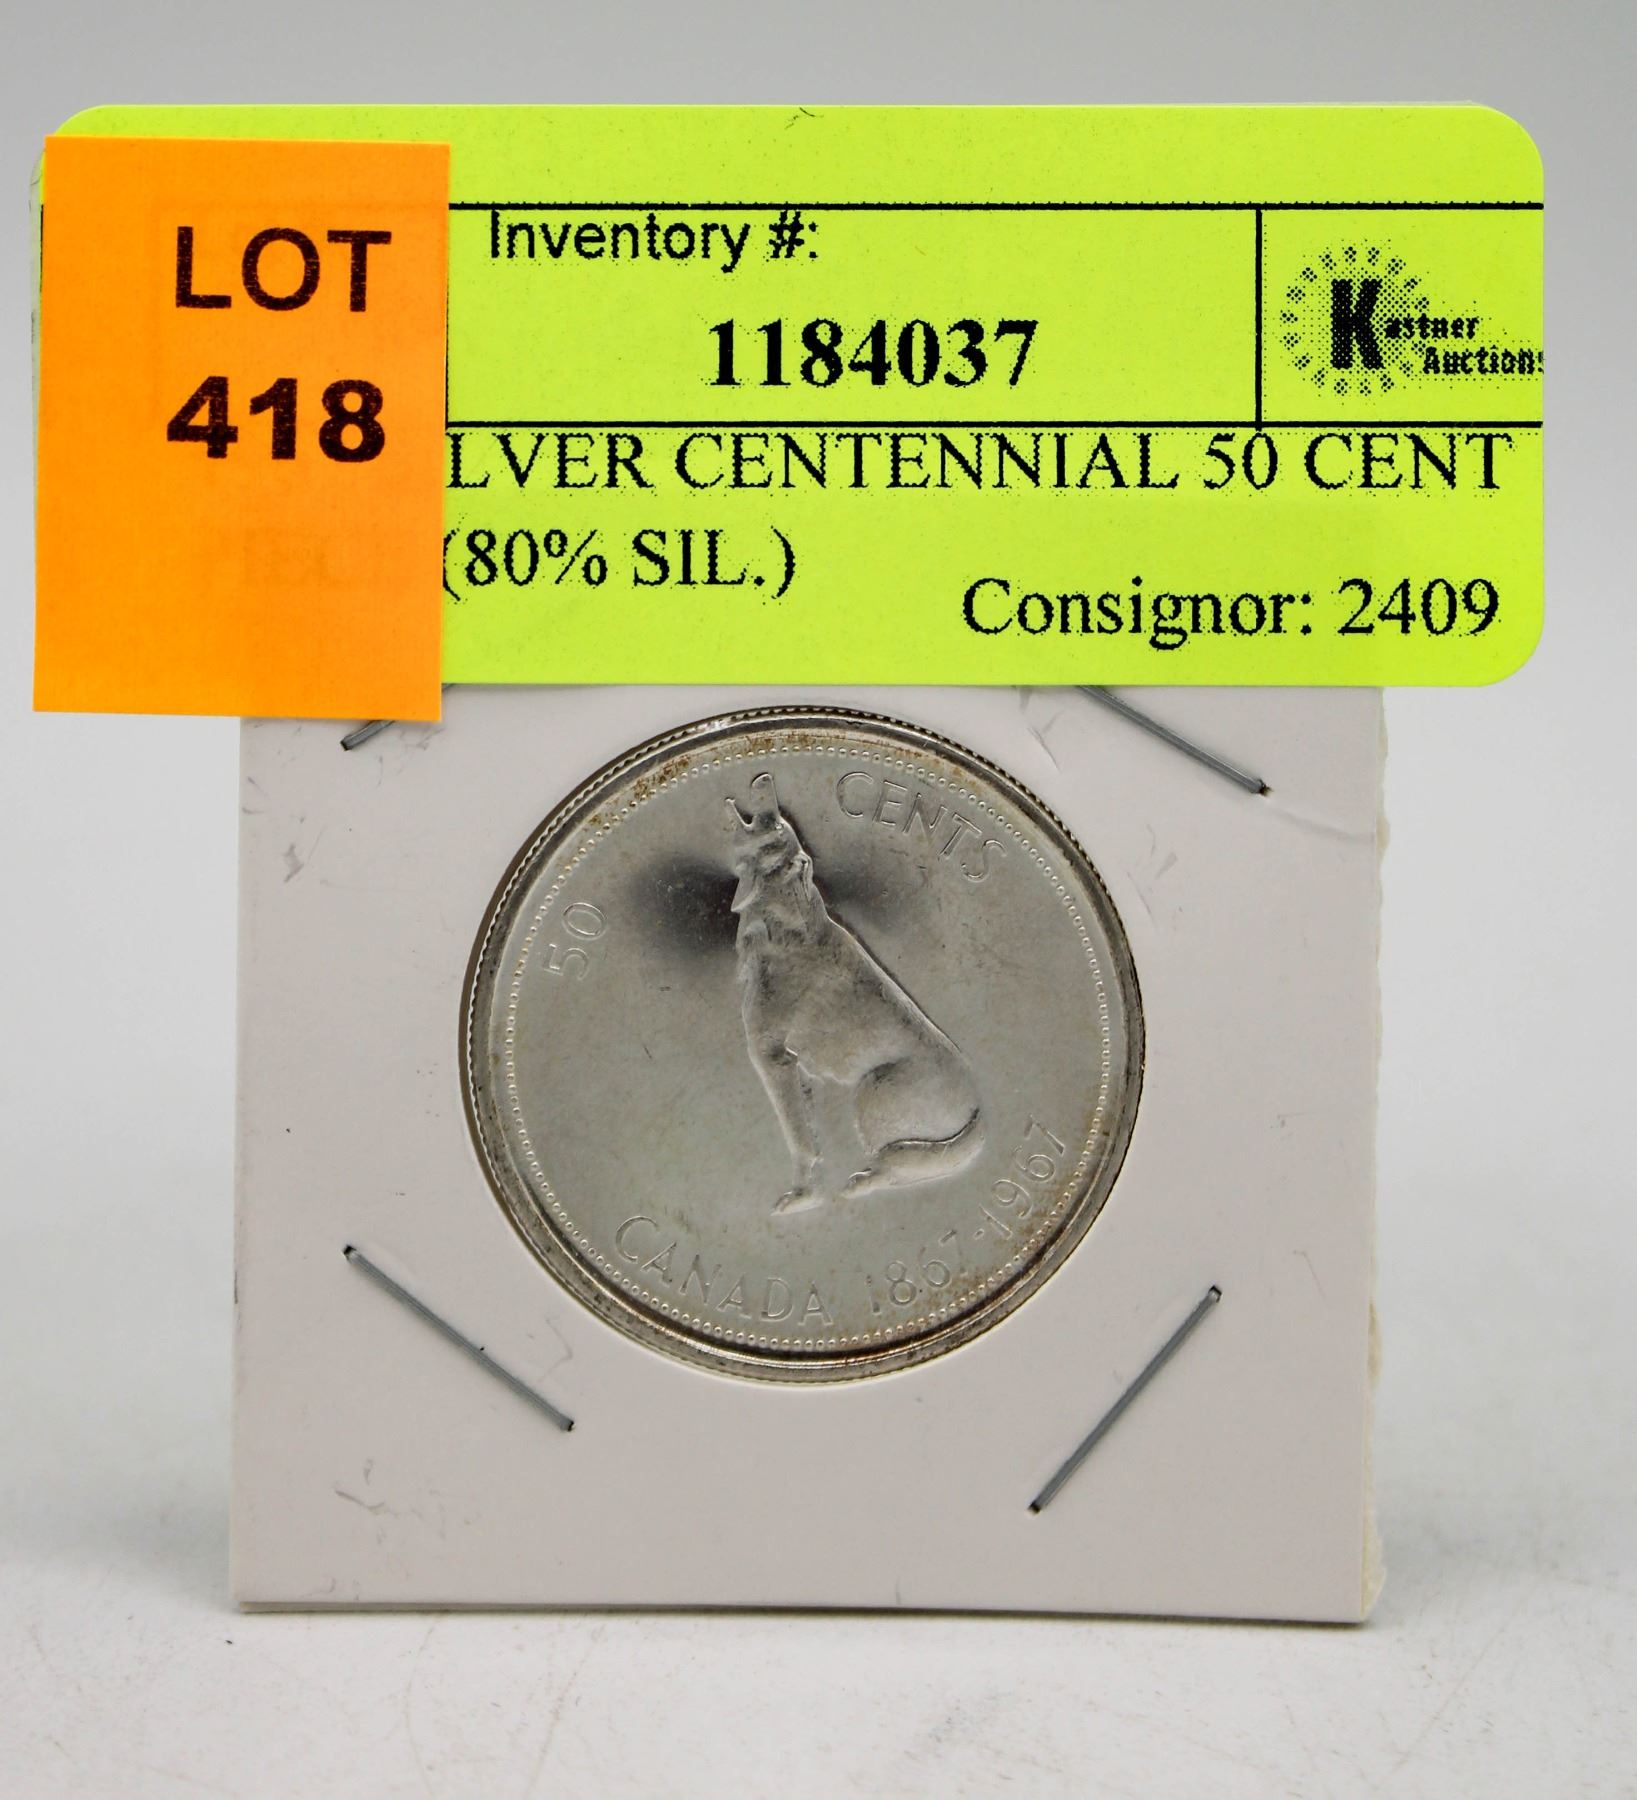 LOT
418
Inventory #:
1184037
Kastner
Auctions
LVER CENTENNIAL 50 CENT
(80% SIL.)
Consignor: 2409
50 CENTS
CANADA 1867-1967